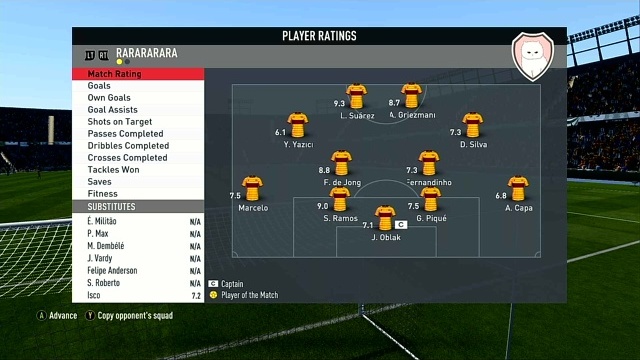 PLAYER RATINGS
LT RT RARARARARA
Match Rating
Goals
Own Goals
Goal Assists
Shots on Target
Passes Completed
Dribbles Completed
Crosses Completed
Tackles Won
Saves
Fitness
SUBSTITUTES
É. Militão N/A
P. Max N/A
M. Dembélé N/A
J. Vardy N/A
Felipe Anderson N/A
S. Roberto N/A
Isco 7.2
9.3 8.7
L. Suárez A. Griezmann
6.1 7.3
Y. Yazıcı D. Silva
8.8 7.3
F. de Jong Fernandinho
7.5 9.0 7.5 6.8
Marcelo S. Ramos G. Piqué A. Capa
7.1 C
J. Oblak
C Captain
Player of the Match
A Advance Y Copy opponent's squad